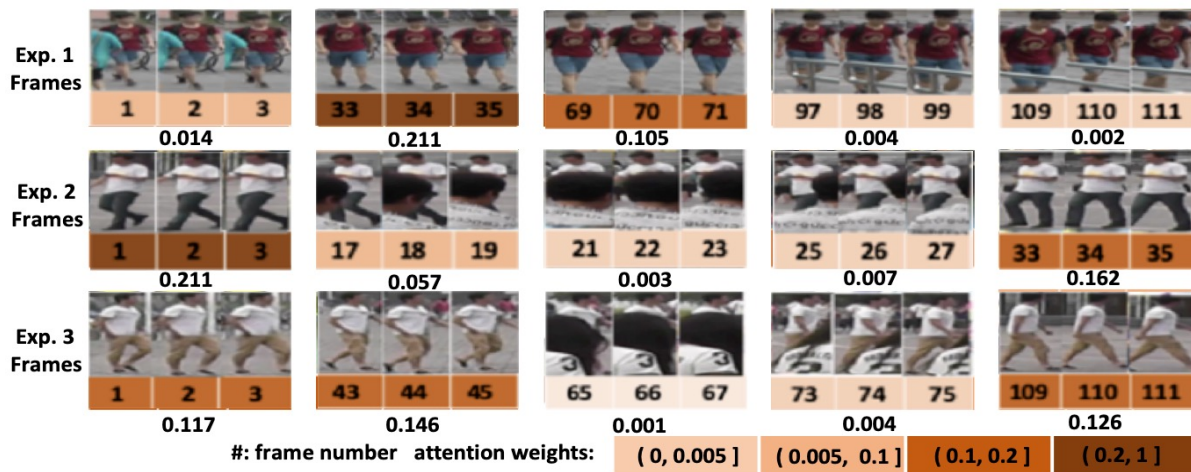 Exp. 1
Frames
1 2 3 33 34 35 69 70 71 97 98 99 109 110 111
0.014 0.211 0.105 0.004 0.002
Exp. 2
Frames
1 2 3 17 18 19 21 22 23 25 26 27 33 34 35
0.211 0.057 0.003 0.007 0.162
Exp. 3
Frames
3
1 2 3 43 44 45 65 66 67 73 74 75 109 110 111
0.117 0.146 0.001 0.004 0.126
#: frame number attention weights: ( 0, 0.005 ] ( 0.005, 0.1 ] ( 0.1, 0.2 ] ( 0.2, 1 ]